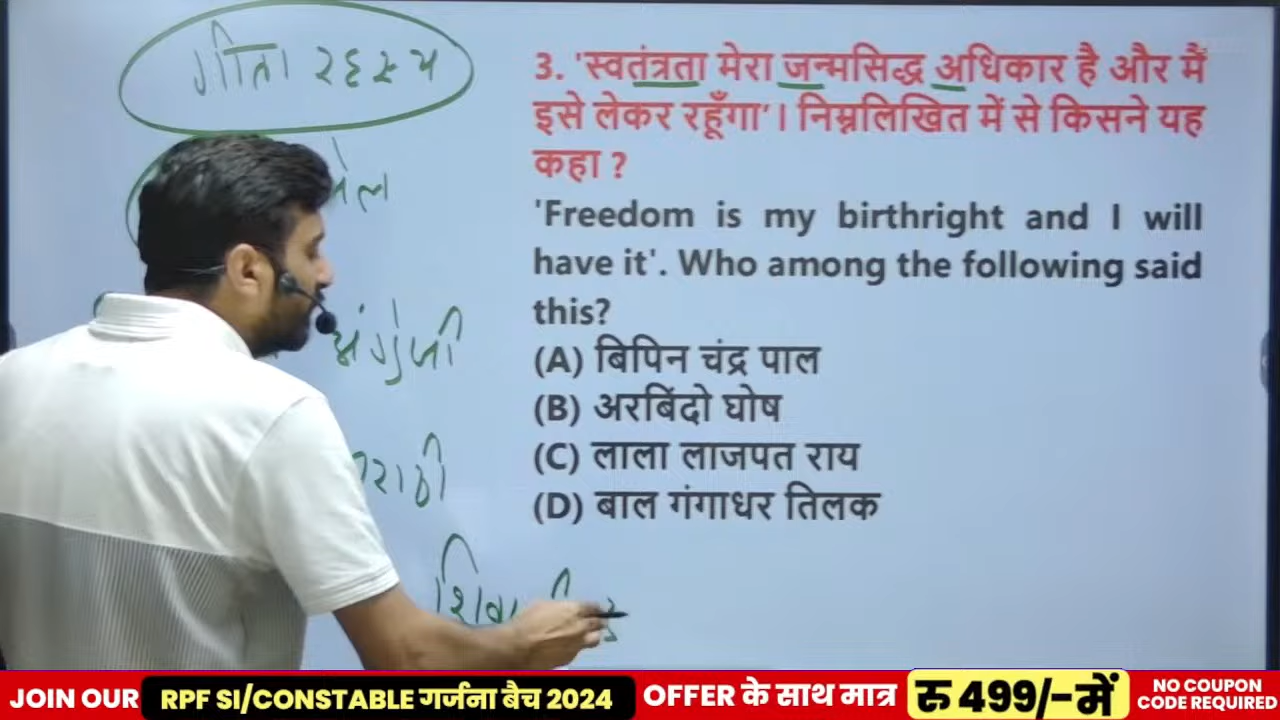 गीता रहस्य
3. 'स्वतंत्रता मेरा जन्मसिद्ध अधिकार है और मैं
इसे लेकर रहूँगा'। निम्नलिखित में से किसने यह
कहा ?
'Freedom is my birthright and I will
have it'. Who among the following said
this?
(A) बिपिन चंद्र पाल
(B) अरबिंदो घोष
(C) लाला लाजपत राय
(D) बाल गंगाधर तिलक
JOIN OUR RPF SI/CONSTABLE गर्जना बैच 2024 OFFER के साथ मात्र रु 499/-में NO COUPON
CODE REQUIRED